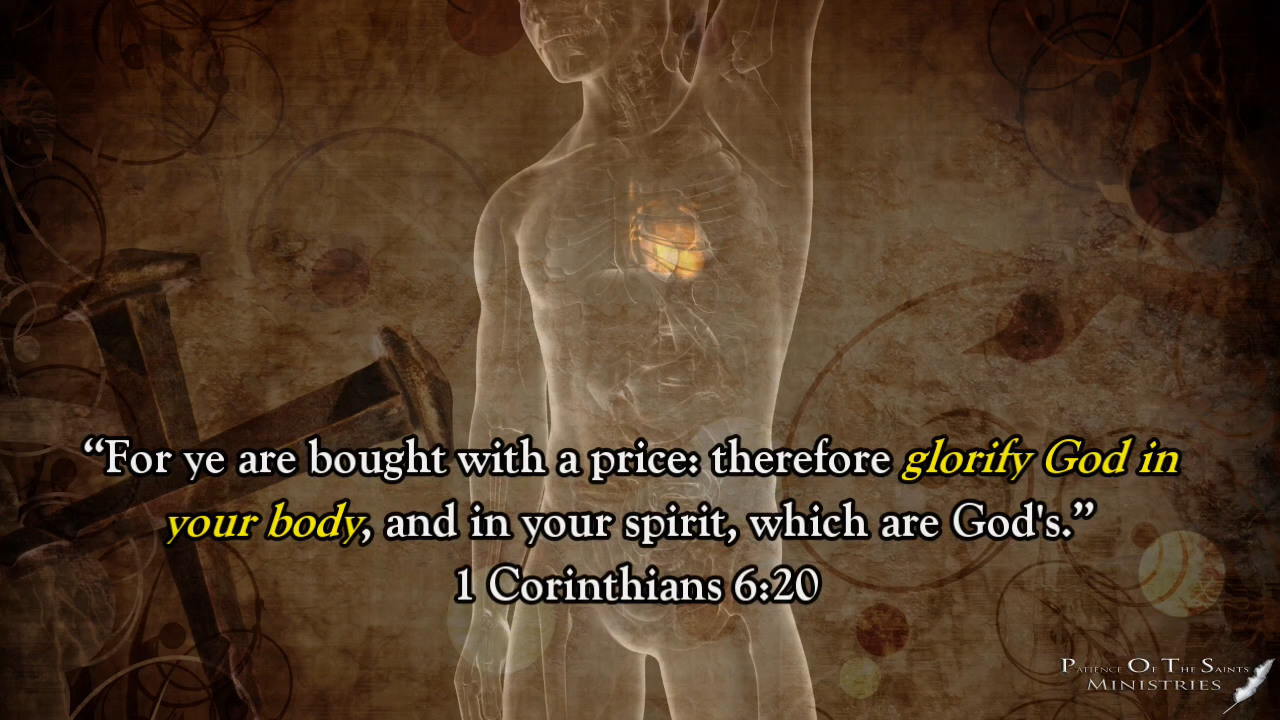 “For ye are bought with a price: therefore glorify God in
your body, and in your spirit, which are God's.”
1 Corinthians 6:20
Patience Of The Saints
Ministries